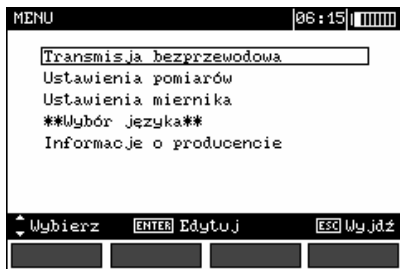 MENU 06:15
Transmisja bezprzewodowa
Ustawienia pomiarów
Ustawienia miernika
**Wybór języka**
Informacje o producencie
Wybierz ENTER Edytuj ESC Wyjdź